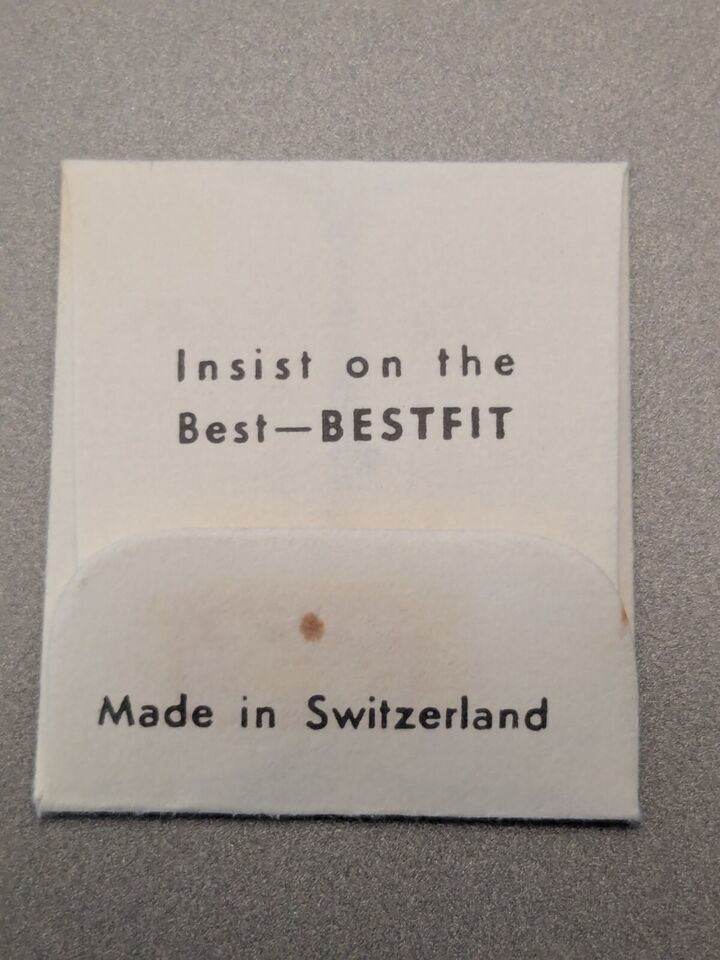 Insist on the
Best—BESTFIT
Made in Switzerland